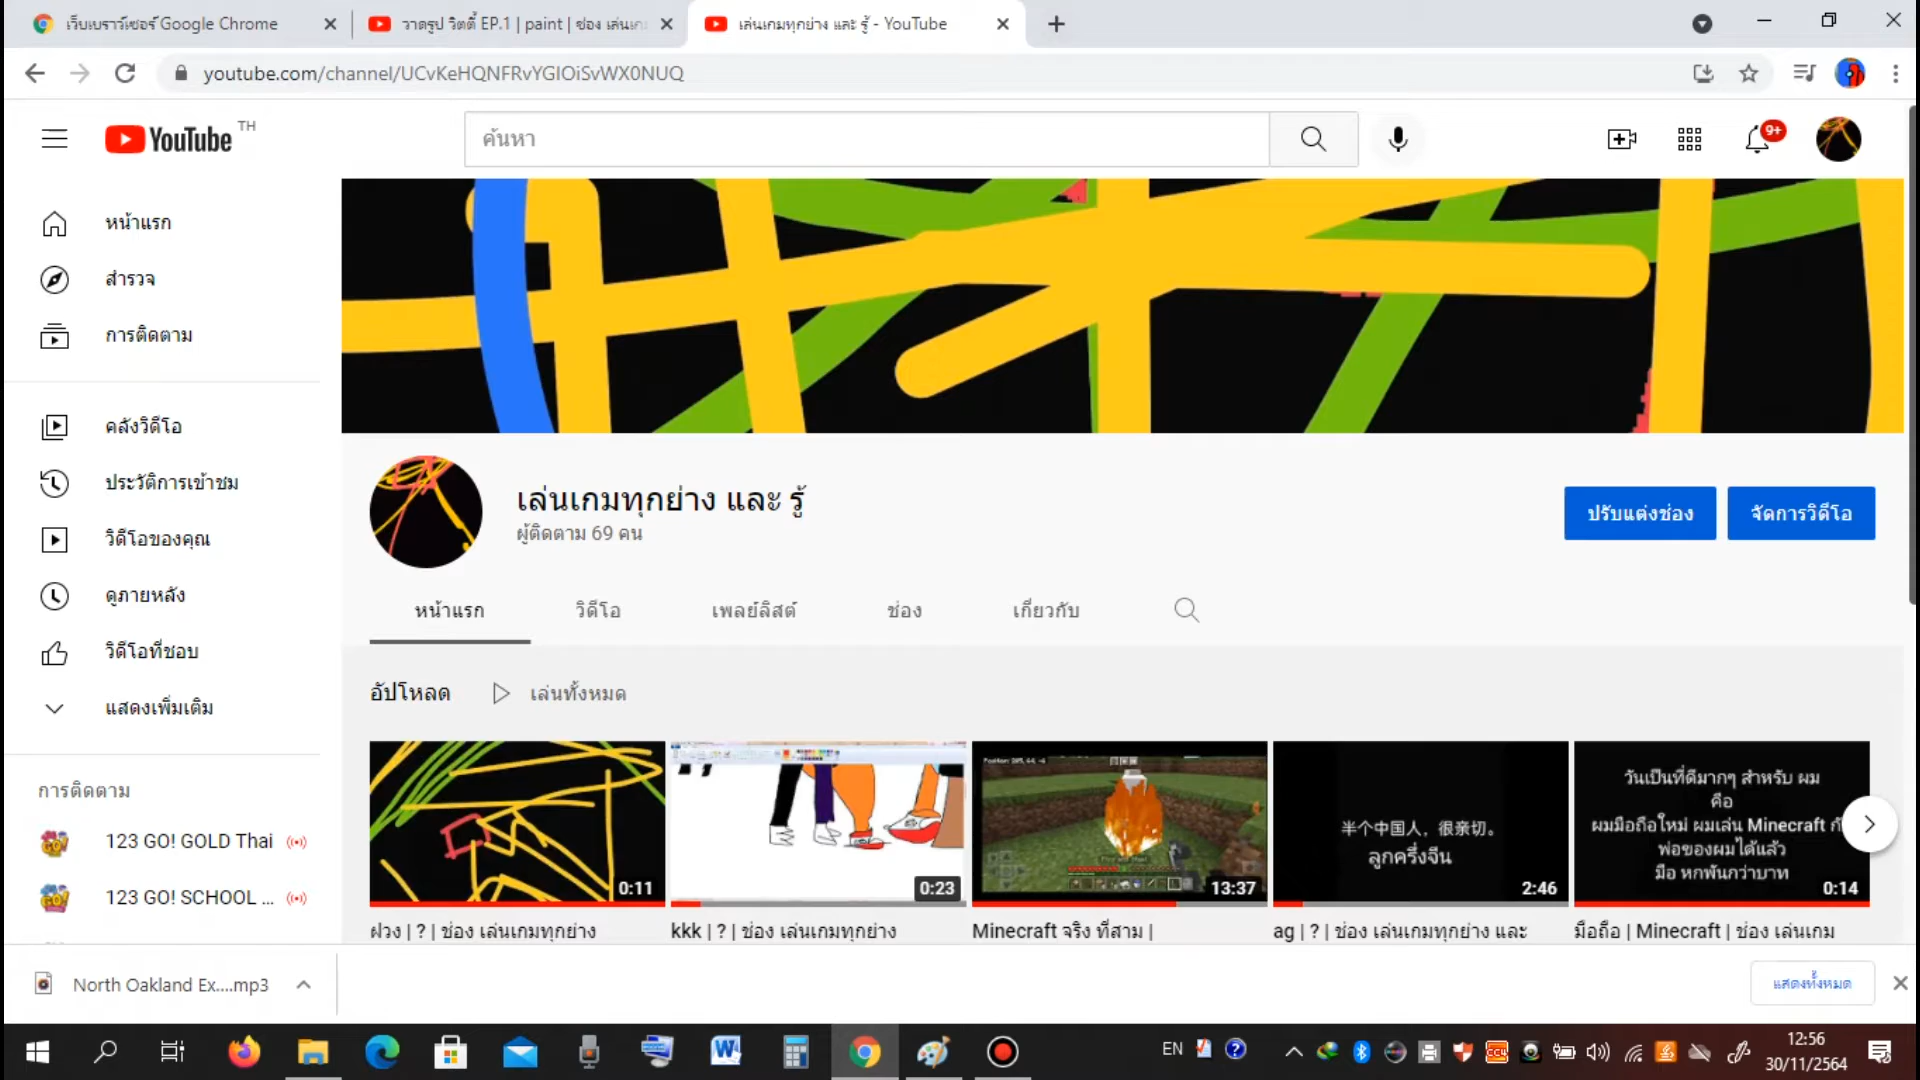 เว็บเบราว์เซอร์ Google Chrome
วาดรูป วิตตี้ EP.1 | paint | ช่อง เล่นเกม
เล่นเกมทุกย่าง และ รู้ - YouTube
youtube.com/channel/UCvKeHQNFRvYGIOiSvWX0NUQ
YouTube TH
ค้นหา
9+
หน้าแรก
สำรวจ
การติดตาม
คลังวิดีโอ
ประวัติการเข้าชม
วิดีโอของคุณ
ดูภายหลัง
วิดีโอที่ชอบ
แสดงเพิ่มเติม
การติดตาม
123 GO! GOLD Thai
123 GO! SCHOOL ...
เล่นเกมทุกย่าง และ รู้
ผู้ติดตาม 69 คน
ปรับแต่งช่อง
จัดการวิดีโอ
หน้าแรก
วิดีโอ
เพลย์ลิสต์
ช่อง
เกี่ยวกับ
อัปโหลด
เล่นทั้งหมด
0:11
0:23
13:37
半个中国人，很亲切。
ลูกครึ่งจีน
2:46
วันเป็นที่ดีมากๆ สำหรับ ผม
คือ
ผมมือถือใหม่ ผมเล่น Minecraft กั
พ่อของผมได้แล้ว
มือ หกพันกว่าบาท
0:14
ฝวง | ? | ช่อง เล่นเกมทุกย่าง
kkk | ? | ช่อง เล่นเกมทุกย่าง
Minecraft จริง ที่สาม |
ag | ? | ช่อง เล่นเกมทุกย่าง และ
มือถือ | Minecraft | ช่อง เล่นเกม
North Oakland Ex....mp3
แสดงทั้งหมด
EN
12:56
30/11/2564